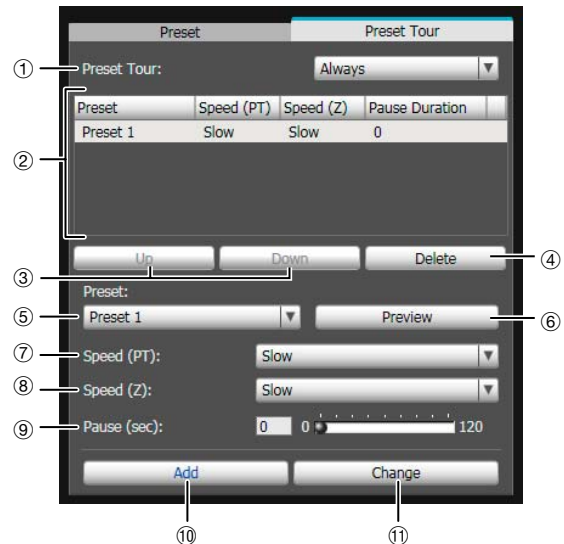 Preset Preset Tour
① Preset Tour: Always
②
Preset Speed (PT) Speed (Z) Pause Duration
Preset 1 Slow Slow 0
Up Down Delete
③ ④
Preset:
⑤ Preset 1 Preview ⑥
⑦ Speed (PT): Slow
⑧ Speed (Z): Slow
⑨ Pause (sec): 0 0 120
Add Change
⑩ ⑪